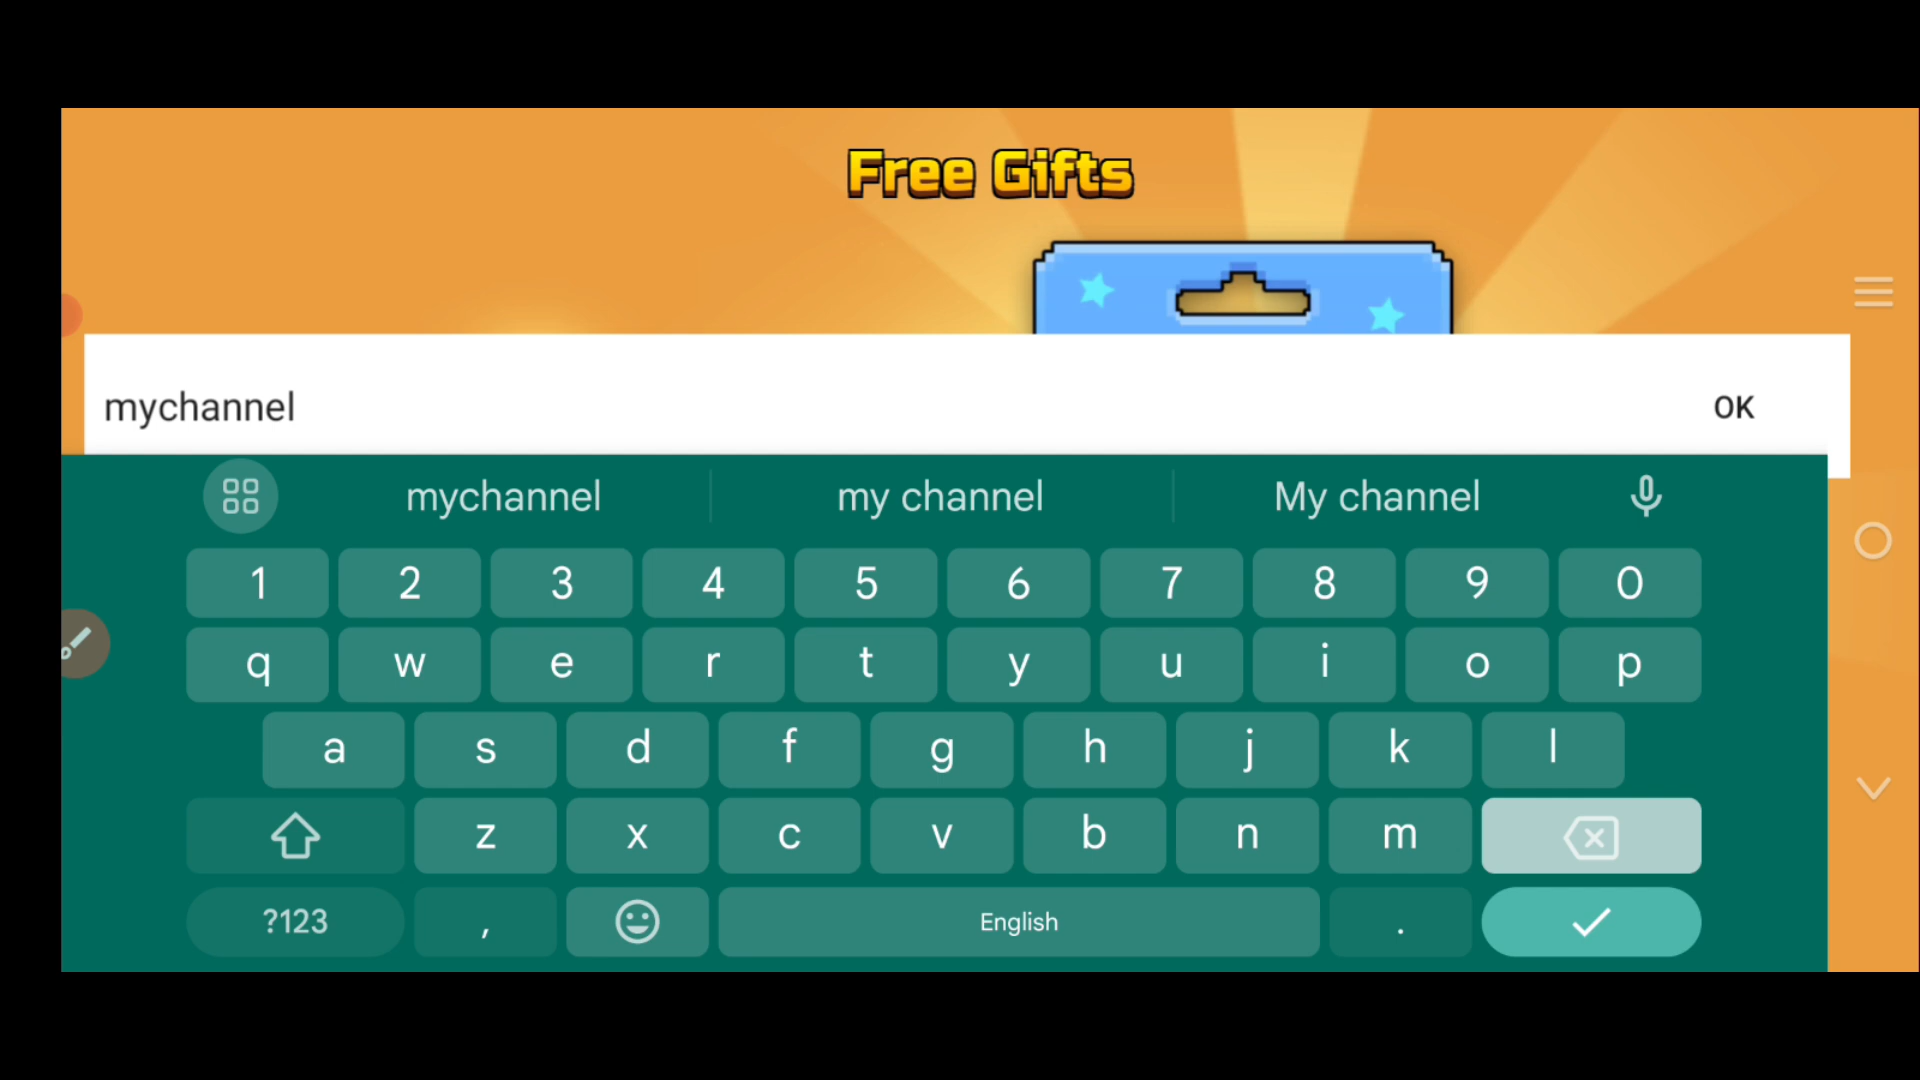 Free Gifts
mychannel OK
mychannel my channel My channel
1 2 3 4 5 6 7 8 9 0
q w e r t y u i o p
a s d f g h j k l
z x c v b n m
?123 , English .